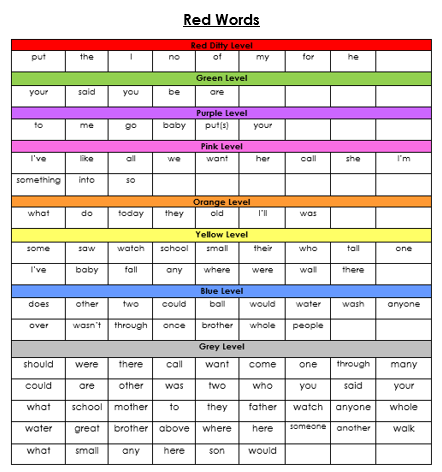 Red Words
Red Ditty Level
put the I no of my for he
Green Level
your said you be are
Purple Level
to me go baby put(s) your
Pink Level
I've like all we want her call she I'm
something into so
Orange Level
what do today they old I'll was
Yellow Level
some saw watch school small their who tall one
I've baby fall any where were wall there
Blue Level
does other two could ball would water wash anyone
over wasn't through once brother whole people
Grey Level
should were there call want come one through many
could are other was two who you said your
what school mother to they father watch anyone whole
water great brother above where here someone another walk
what small any here son would